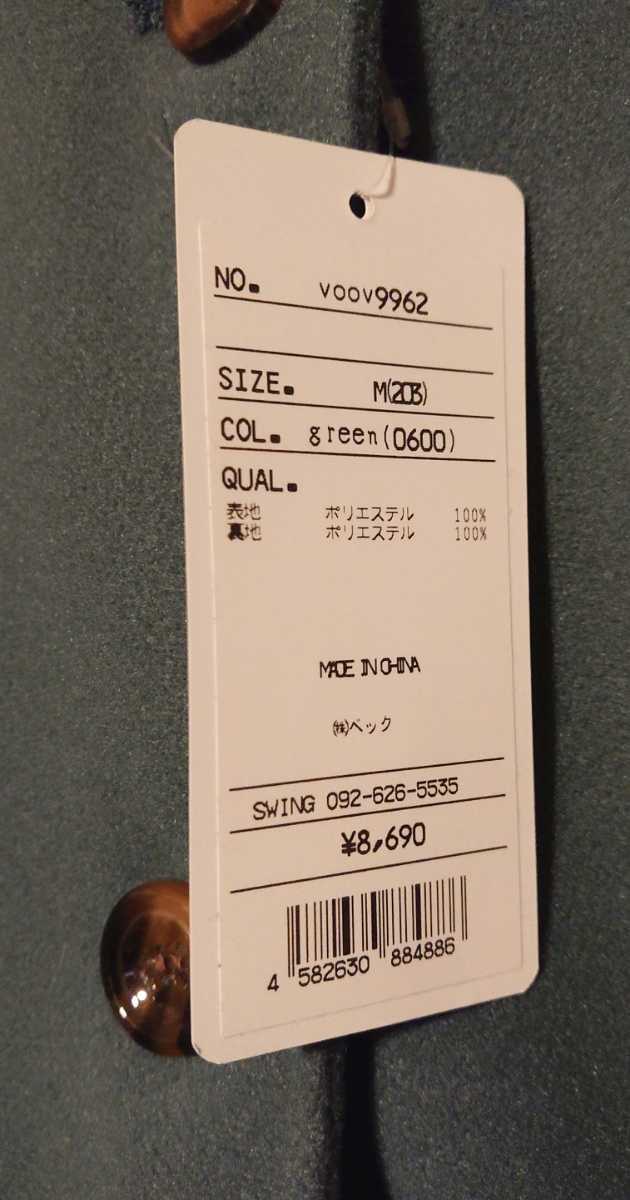 NO. voov9962
SIZE. M(203)
COL. green(0600)
QUAL.
表地 ポリエステル 100%
裏地 ポリエステル 100%
MADE IN CHINA
㈱ベック
SWING 092-626-5535
¥8,690
4 582630 884886